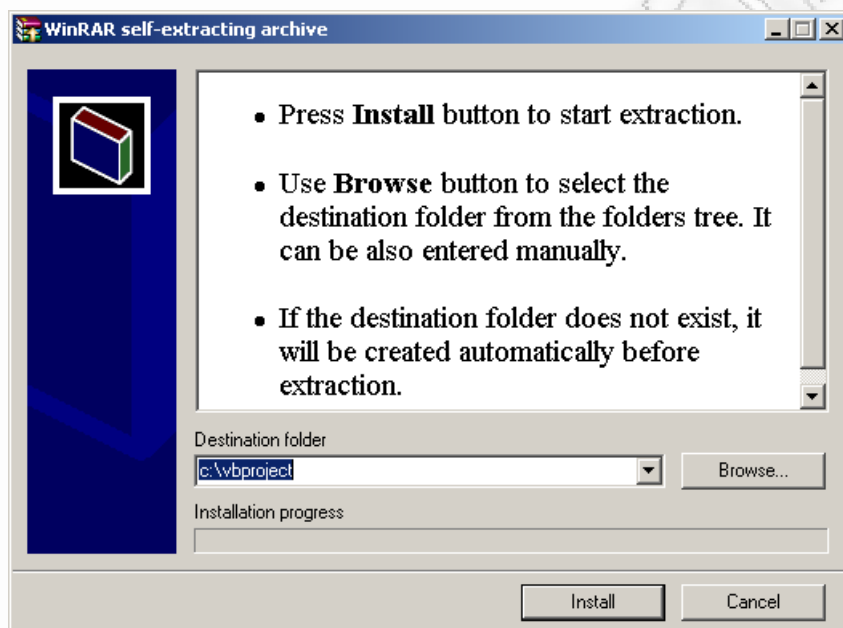 WinRAR self-extracting archive
• Press Install button to start extraction.
• Use Browse button to select the
destination folder from the folders tree. It
can be also entered manually.
• If the destination folder does not exist, it
will be created automatically before
extraction.
Destination folder
c:\vbproject
Browse...
Installation progress
Install
Cancel